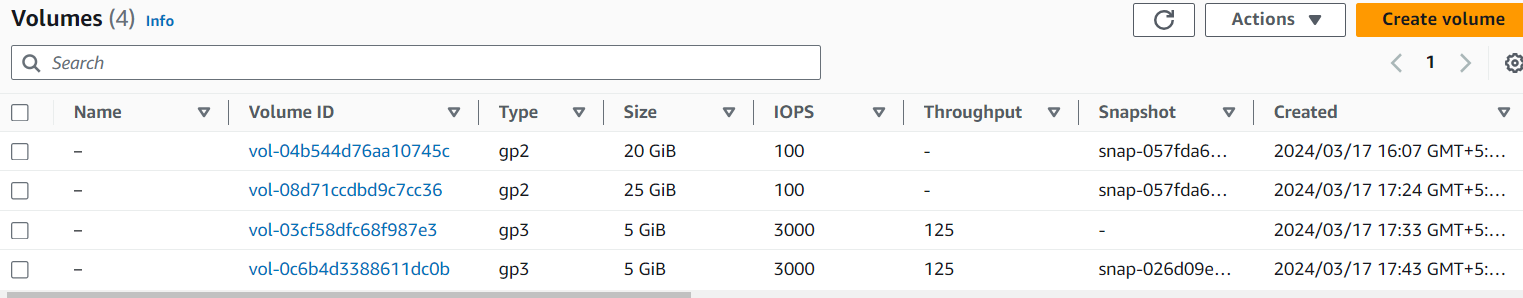 Volumes (4) Info Actions Create volume
Search 1
Name Volume ID Type Size IOPS Throughput Snapshot Created
– vol-04b544d76aa10745c gp2 20 GiB 100 - snap-057fda6... 2024/03/17 16:07 GMT+5:...
– vol-08d71ccdbd9c7cc36 gp2 25 GiB 100 - snap-057fda6... 2024/03/17 17:24 GMT+5:...
– vol-03cf58dfc68f987e3 gp3 5 GiB 3000 125 - 2024/03/17 17:33 GMT+5:...
– vol-0c6b4d3388611dc0b gp3 5 GiB 3000 125 snap-026d09e... 2024/03/17 17:43 GMT+5:...